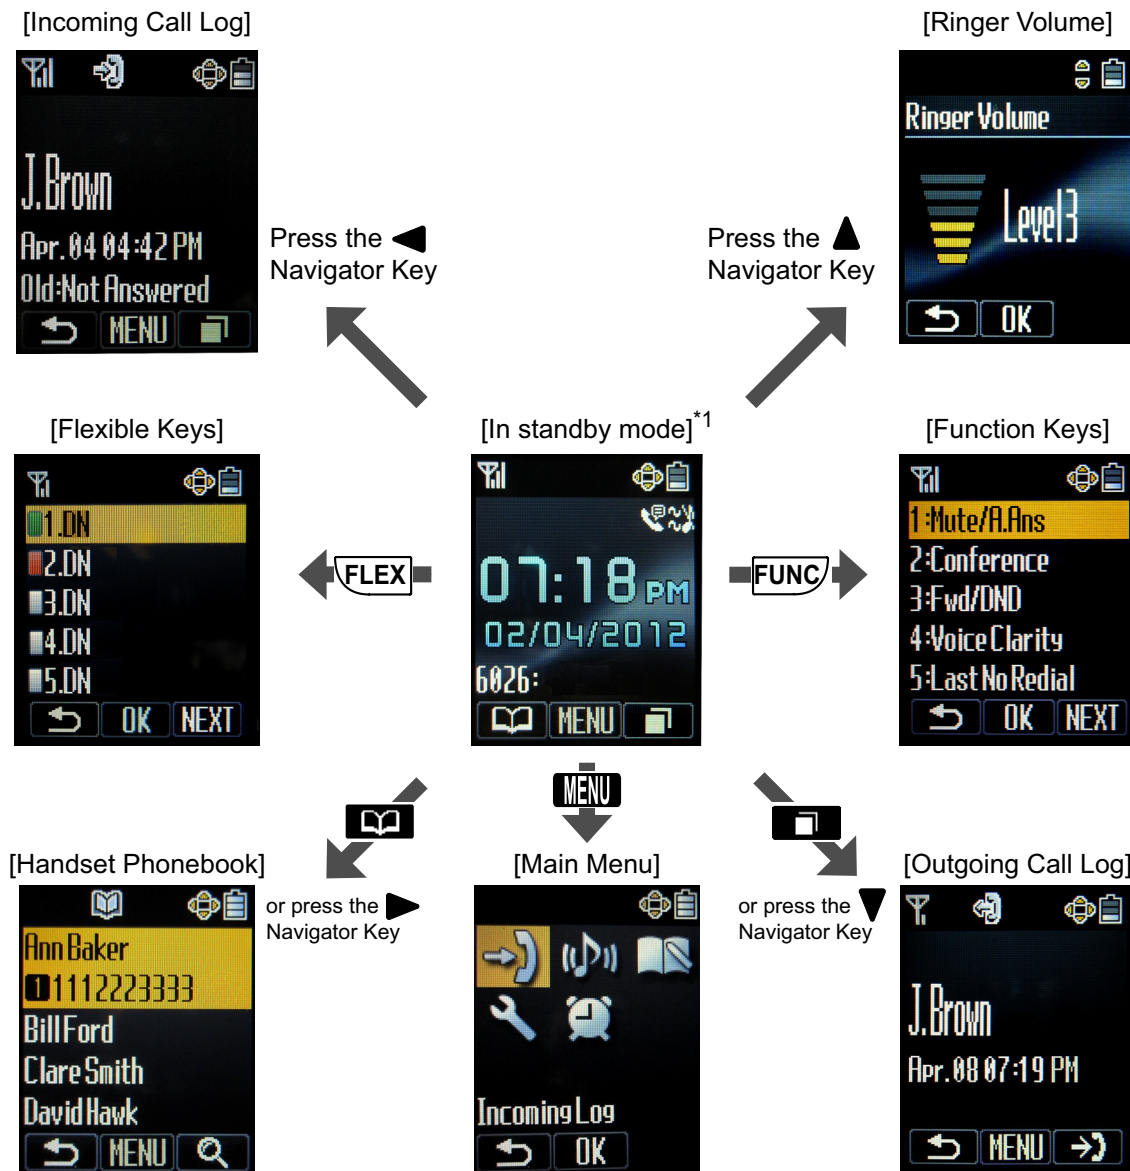 [Incoming Call Log]
J.Brown
Apr.04 04:42 PM
Old:Not Answered
MENU
Press the
Navigator Key
[Ringer Volume]
Ringer Volume
Level3
OK
Press the
Navigator Key
[Flexible Keys]
1.DN
2.DN
3.DN
4.DN
5.DN
OK NEXT
FLEX
[In standby mode]*1
07:18 PM
02/04/2012
6026:
MENU
FUNC
[Function Keys]
1:Mute/A.Ans
2:Conference
3:Fwd/DND
4:Voice Clarity
5:Last No Redial
OK NEXT
MENU
[Handset Phonebook]
Ann Baker
1 1112223333
Bill Ford
Clare Smith
David Hawk
MENU
or press the
Navigator Key
[Main Menu]
Incoming Log
OK
or press the
Navigator Key
[Outgoing Call Log]
J.Brown
Apr.08 07:19 PM
MENU